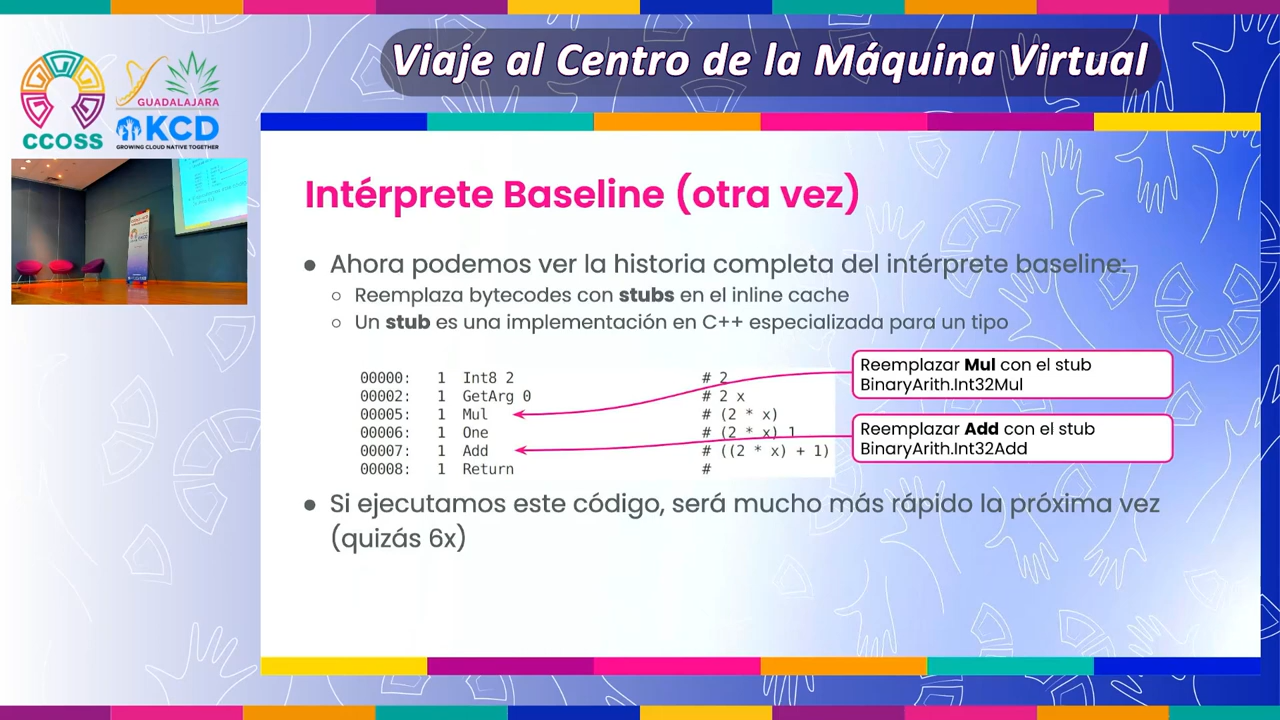 Viaje al Centro de la Máquina Virtual
CCOSS
GUADALAJARA
KCD
GROWING CLOUD NATIVE TOGETHER
Intérprete Baseline (otra vez)
● Ahora podemos ver la historia completa del intérprete baseline:
○ Reemplaza bytecodes con stubs en el inline cache
○ Un stub es una implementación en C++ especializada para un tipo
00000: 1 Int8 2 # 2
00002: 1 GetArg 0 # 2 x
00005: 1 Mul # (2 * x)
00006: 1 One # (2 * x) 1
00007: 1 Add # ((2 * x) + 1)
00008: 1 Return #
Reemplazar Mul con el stub
BinaryArith.Int32Mul
Reemplazar Add con el stub
BinaryArith.Int32Add
● Si ejecutamos este código, será mucho más rápido la próxima vez
(quizás 6x)